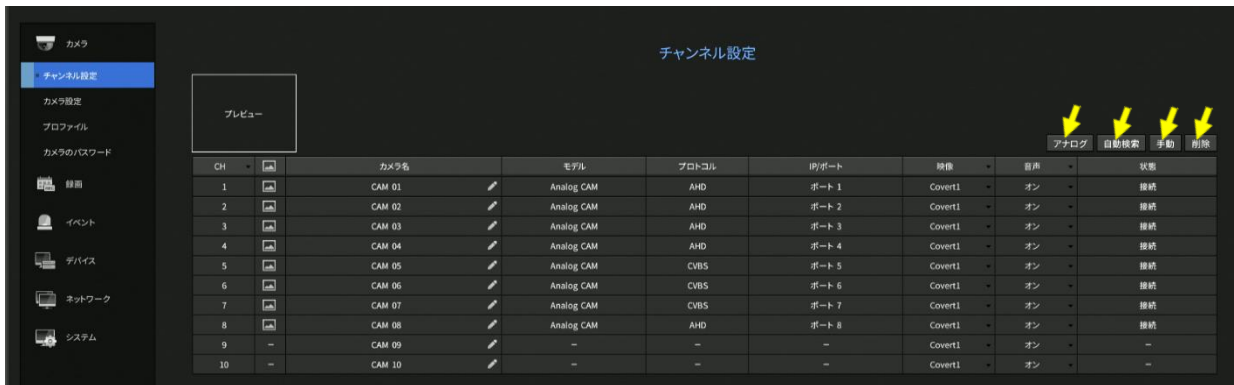 カメラ
チャンネル設定
カメラ設定
プロファイル
カメラのパスワード
録画
イベント
デバイス
ネットワーク
システム
チャンネル設定
プレビュー
アナログ 自動検索 手動 削除
CH カメラ名 モデル プロトコル IP/ポート 映像 音声 状態
1 CAM 01 Analog CAM AHD ポート 1 Covert1 オン 接続
2 CAM 02 Analog CAM AHD ポート 2 Covert1 オン 接続
3 CAM 03 Analog CAM AHD ポート 3 Covert1 オン 接続
4 CAM 04 Analog CAM AHD ポート 4 Covert1 オン 接続
5 CAM 05 Analog CAM CVBS ポート 5 Covert1 オン 接続
6 CAM 06 Analog CAM CVBS ポート 6 Covert1 オン 接続
7 CAM 07 Analog CAM CVBS ポート 7 Covert1 オン 接続
8 CAM 08 Analog CAM AHD ポート 8 Covert1 オン 接続
9 – CAM 09 – – – Covert1 オン –
10 – CAM 10 – – – Covert1 オン –